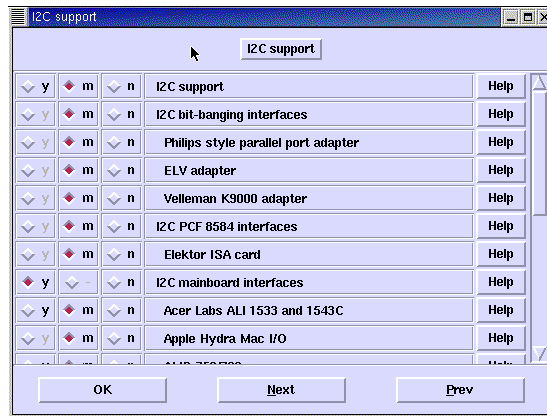 I2C support
I2C support
y m n I2C support Help
y m n I2C bit-banging interfaces Help
y m n Philips style parallel port adapter Help
y m n ELV adapter Help
y m n Velleman K9000 adapter Help
y m n I2C PCF 8584 interfaces Help
y m n Elektor ISA card Help
y - n I2C mainboard interfaces Help
y m n Acer Labs ALI 1533 and 1543C Help
y m n Apple Hydra Mac I/O Help
y m n Help
OK Next Prev